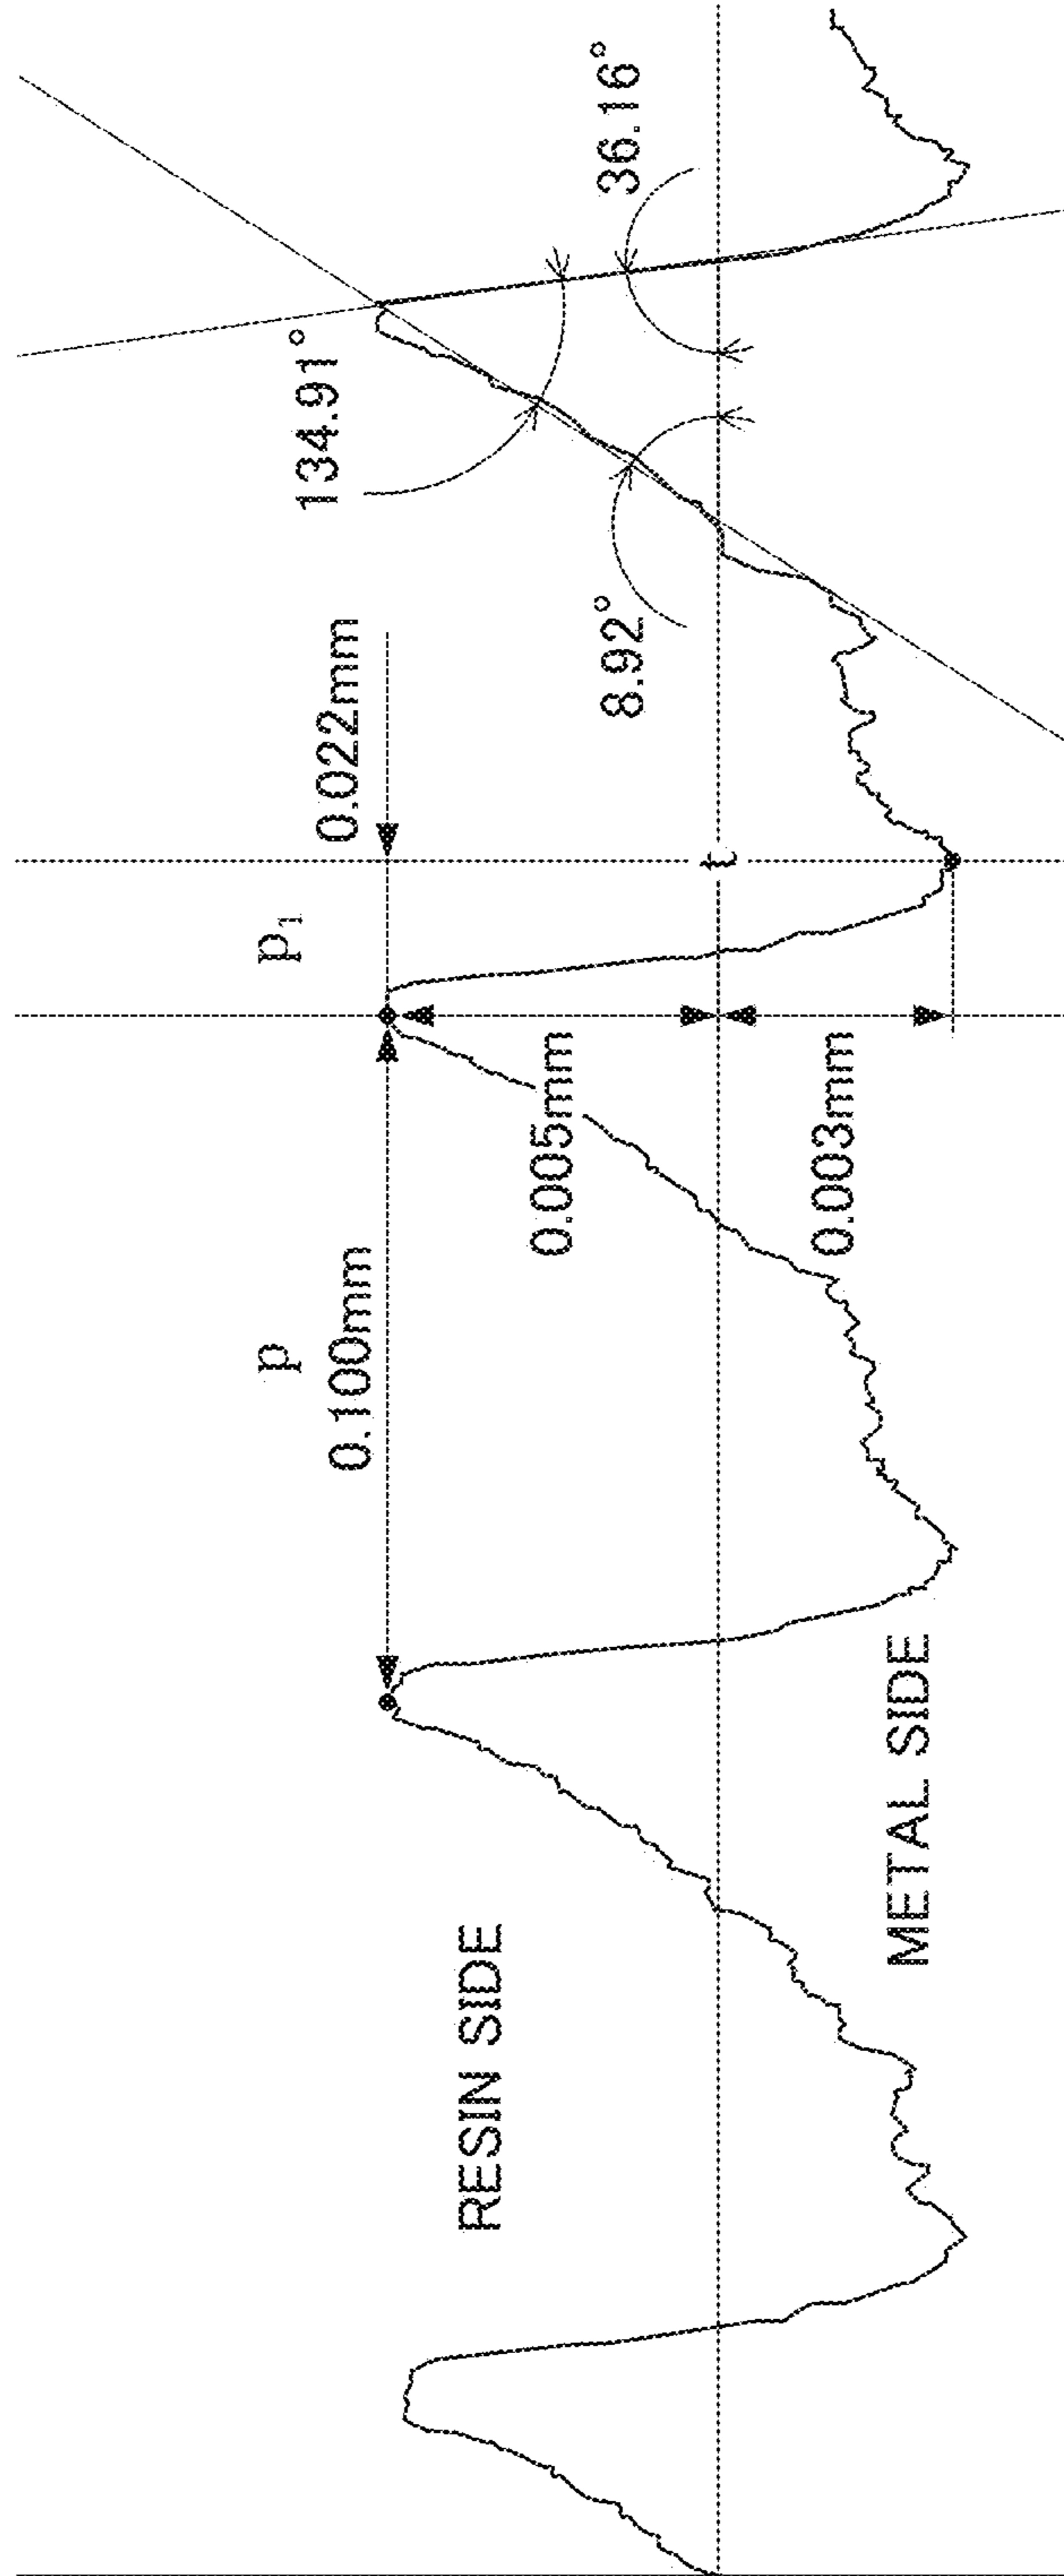 RESIN SIDE
METAL SIDE
p
0.100mm
p₁
0.022mm
0.005mm
0.003mm
t
134.91°
8.92°
36.16°